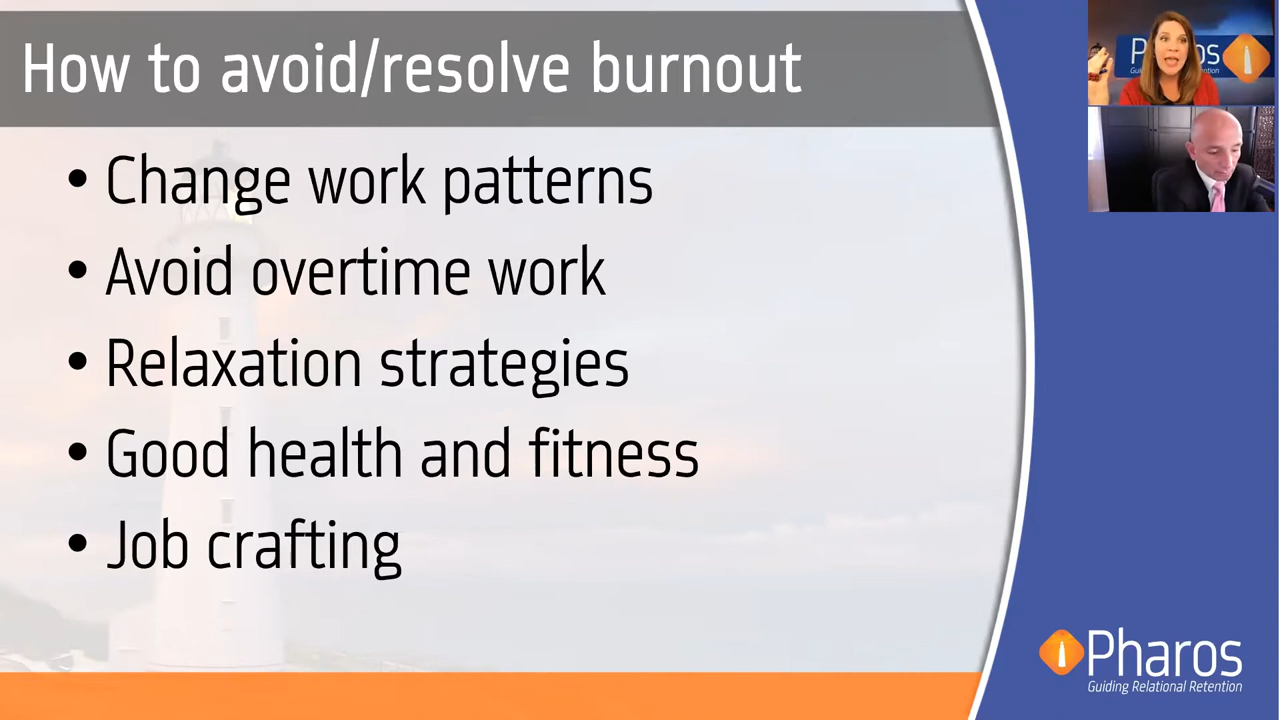 How to avoid/resolve burnout
• Change work patterns
• Avoid overtime work
• Relaxation strategies
• Good health and fitness
• Job crafting
Pharos
Guiding Relational Retention